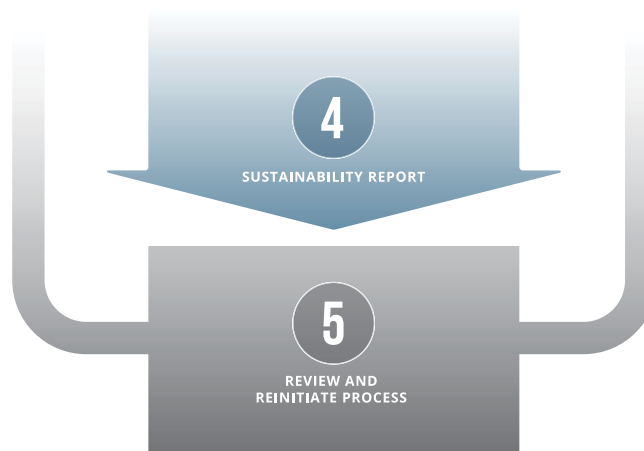 4
SUSTAINABILITY REPORT
5
REVIEW AND
REINITIATE PROCESS